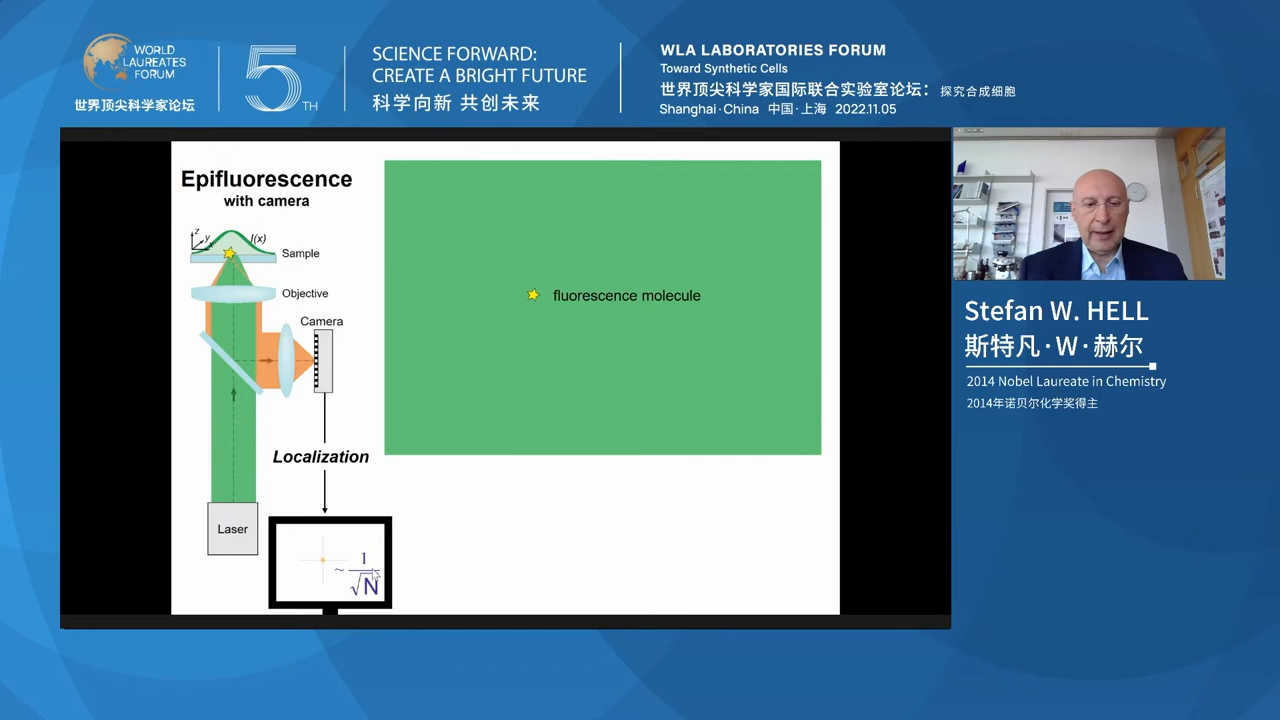 WORLD
LAUREATES
FORUM
世界顶尖科学家论坛
5TH
SCIENCE FORWARD:
CREATE A BRIGHT FUTURE
科学向新 共创未来
WLA LABORATORIES FORUM
Toward Synthetic Cells
世界顶尖科学家国际联合实验室论坛：探究合成细胞
Shanghai·China 中国·上海 2022.11.05
Epifluorescence
with camera
z
y
I(x)
Sample
Objective
Camera
Localization
Laser
~ 1/√N
fluorescence molecule
Stefan W. HELL
斯特凡·W·赫尔
2014 Nobel Laureate in Chemistry
2014年诺贝尔化学奖得主